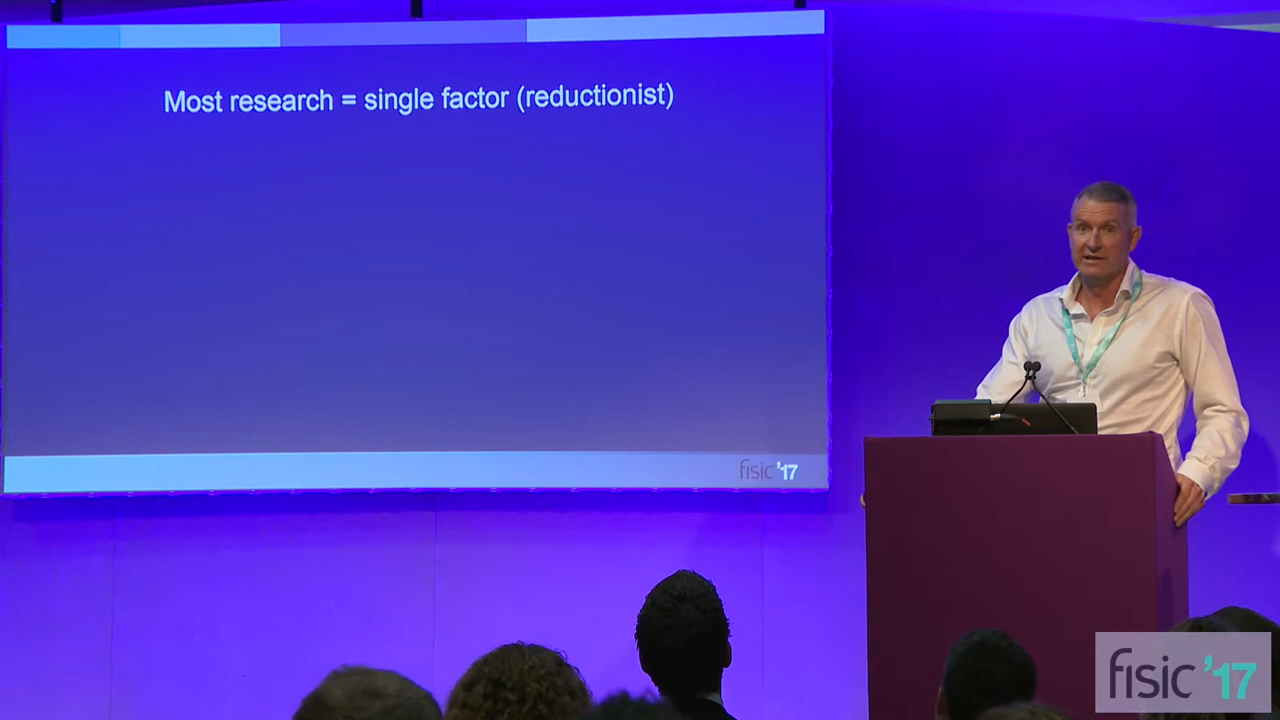 Most research = single factor (reductionist)
fisic '17
fisic '17